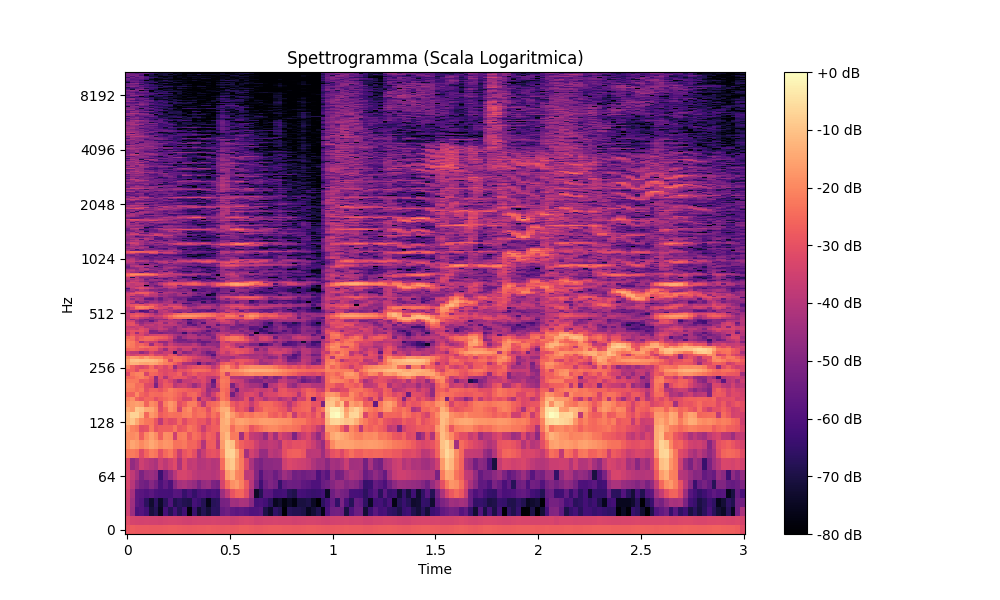 Spettrogramma (Scala Logaritmica)
8192
4096
2048
1024
512
256
128
64
0
Hz
0
0.5
1
1.5
2
2.5
3
Time
+0 dB
-10 dB
-20 dB
-30 dB
-40 dB
-50 dB
-60 dB
-70 dB
-80 dB